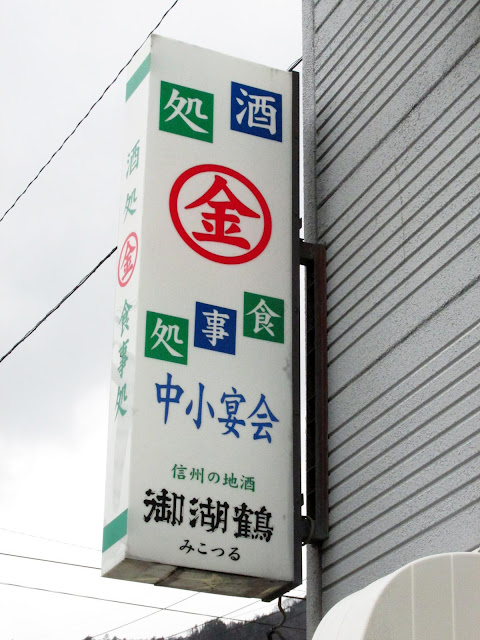 酒処
金
食事処
中小宴会
信州の地酒
御湖鶴
みこつる
酒処金食事処